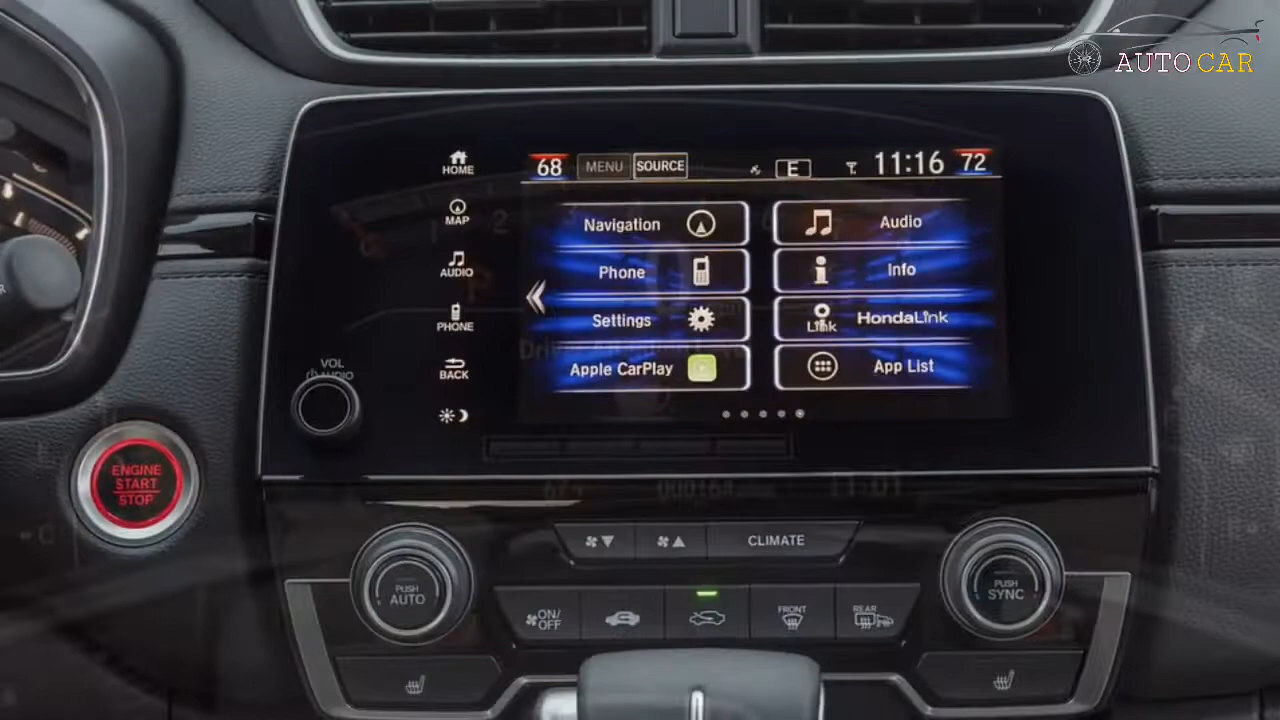 AUTO CAR
HOME
68 MENU SOURCE E 11:16 72
MAP
Navigation
Audio
AUDIO
Phone
Info
PHONE
Settings
Link HondaLink
BACK
Apple CarPlay
App List
VOL
AUDIO
ENGINE
START
STOP
CLIMATE
PUSH
AUTO
PUSH
SYNC
ON/
OFF
FRONT
REAR
11:01